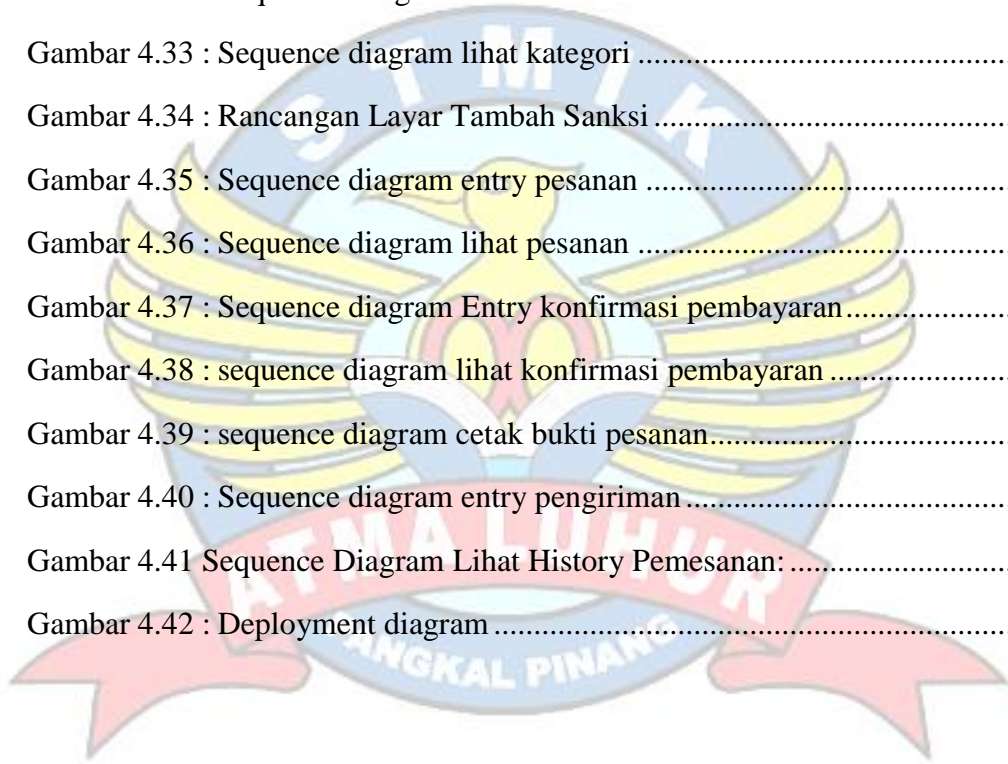 Gambar 4.33 : Sequence diagram lihat kategori ............................................
Gambar 4.34 : Rancangan Layar Tambah Sanksi ..........................................
Gambar 4.35 : Sequence diagram entry pesanan ...........................................
Gambar 4.36 : Sequence diagram lihat pesanan ............................................
Gambar 4.37 : Sequence diagram Entry konfirmasi pembayaran....................
Gambar 4.38 : sequence diagram lihat konfirmasi pembayaran ......................
Gambar 4.39 : sequence diagram cetak bukti pesanan....................................
Gambar 4.40 : Sequence diagram entry pengiriman.......................................
Gambar 4.41 Sequence Diagram Lihat History Pemesanan: ...........................
Gambar 4.42 : Deployment diagram ...............................................................
STMIK
ATMA LUHUR
PANGKAL PINANG